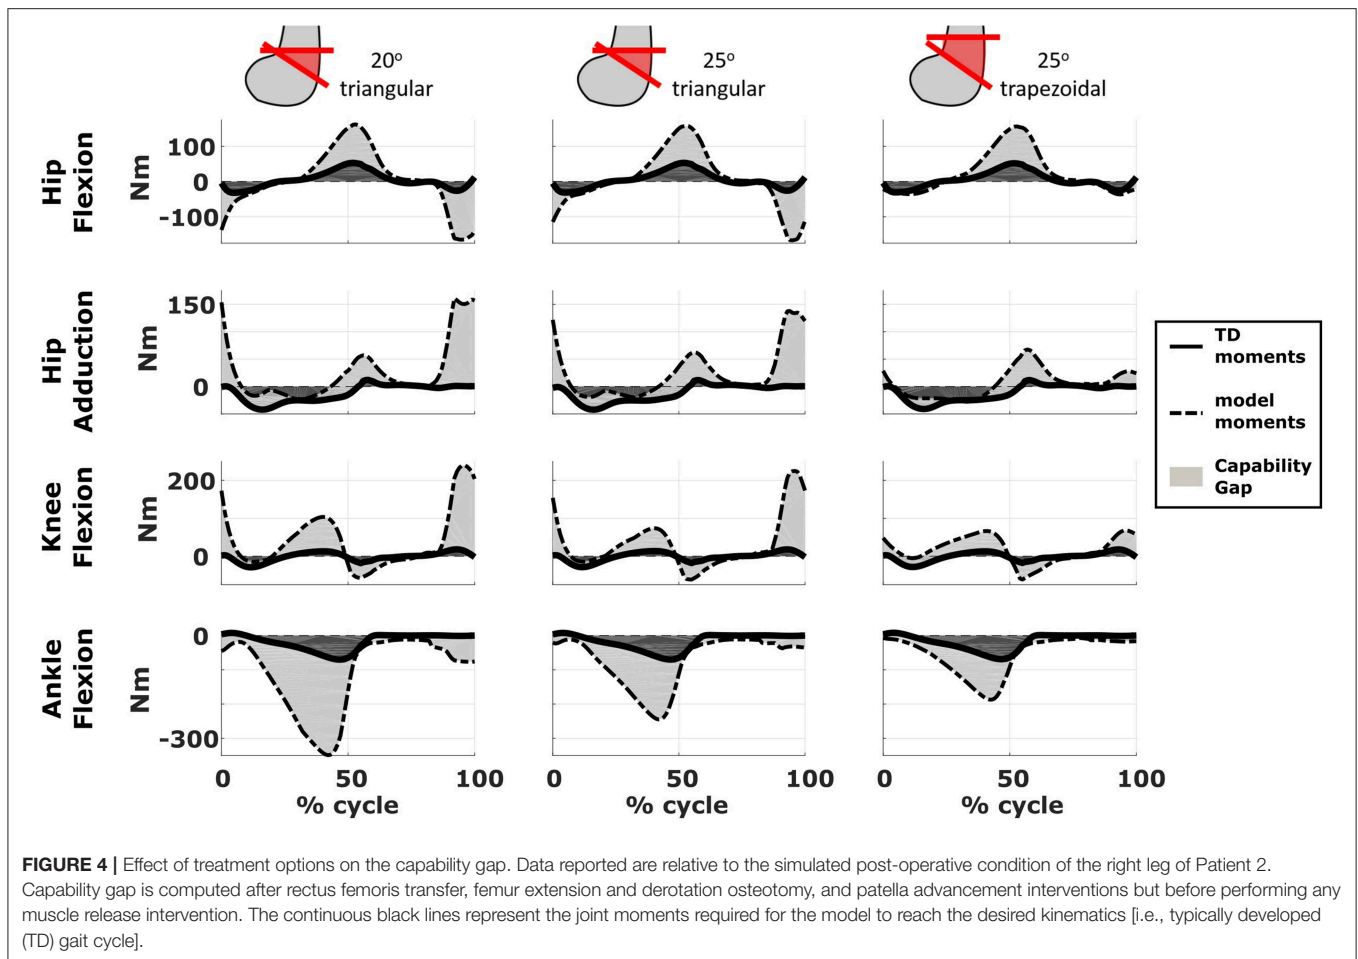 20o
triangular
25o
triangular
25o
trapezoidal
Hip
Flexion
Nm
100
0
-100
Hip
Adduction
Nm
150
0
Knee
Flexion
Nm
200
0
Ankle
Flexion
Nm
0
-300
0 50 100
% cycle
0 50 100
% cycle
0 50 100
% cycle
TD
moments
model
moments
Capability
Gap
FIGURE 4 | Effect of treatment options on the capability gap. Data reported are relative to the simulated post-operative condition of the right leg of Patient 2.
Capability gap is computed after rectus femoris transfer, femur extension and derotation osteotomy, and patella advancement interventions but before performing any
muscle release intervention. The continuous black lines represent the joint moments required for the model to reach the desired kinematics [i.e., typically developed
(TD) gait cycle].